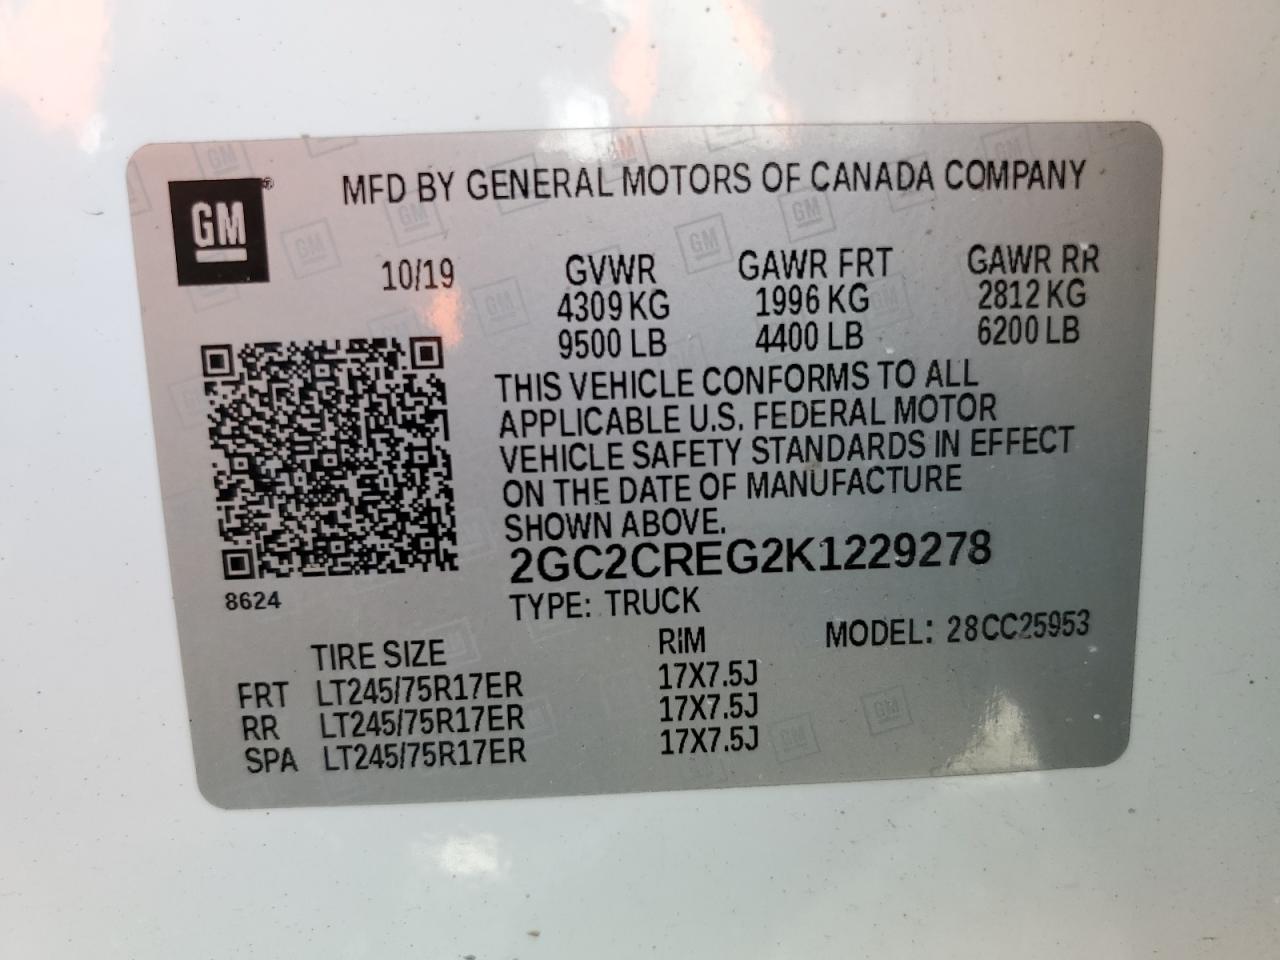 GM
MFD BY GENERAL MOTORS OF CANADA COMPANY
10/19
GVWR GAWR FRT GAWR RR
4309 KG 1996 KG 2812 KG
9500 LB 4400 LB 6200 LB
THIS VEHICLE CONFORMS TO ALL
APPLICABLE U.S. FEDERAL MOTOR
VEHICLE SAFETY STANDARDS IN EFFECT
ON THE DATE OF MANUFACTURE
SHOWN ABOVE.
2GC2CREG2K1229278
8624
TYPE: TRUCK
MODEL: 28CC25953
TIRE SIZE RIM
FRT LT245/75R17ER 17X7.5J
RR LT245/75R17ER 17X7.5J
SPA LT245/75R17ER 17X7.5J